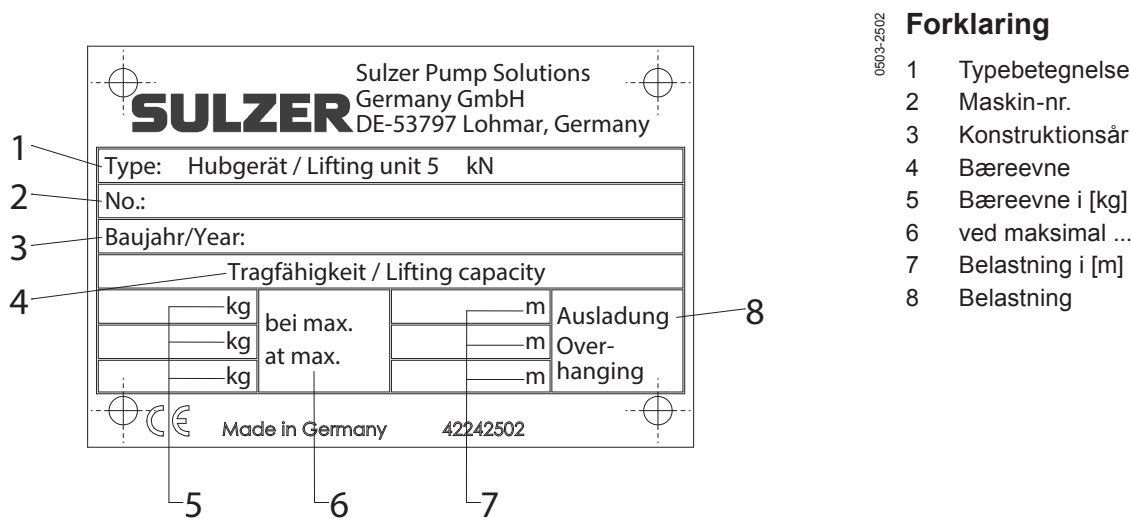 Sulzer Pump Solutions
Germany GmbH
SULZER
DE-53797 Lohmar, Germany
1
Type: Hubgerät / Lifting unit 5 kN
2
No.:
3
Baujahr/Year:
4
Tragfähigkeit / Lifting capacity
kg
kg
kg
bei max.
at max.
m
m
m
Ausladung
Over-
hanging
8
CE Made in Germany 42242502
5 6 7
0503-2502
Forklaring
1 Typebetegnelse
2 Maskin-nr.
3 Konstruktionsår
4 Bæreevne
5 Bæreevne i [kg]
6 ved maksimal ...
7 Belastning i [m]
8 Belastning